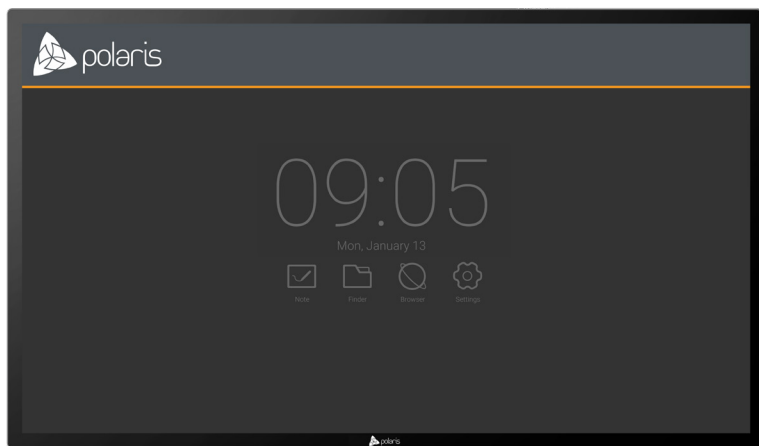 polaris
09:05
Mon, January 13
Note Finder Browser Settings
polaris